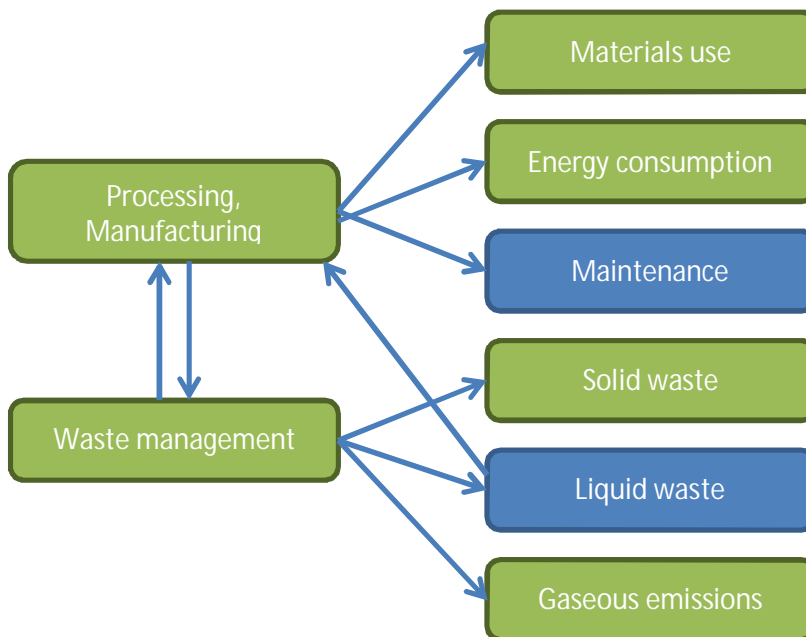 Materials use
Energy consumption
Processing,
Manufacturing
Maintenance
Solid waste
Waste management
Liquid waste
Gaseous emissions